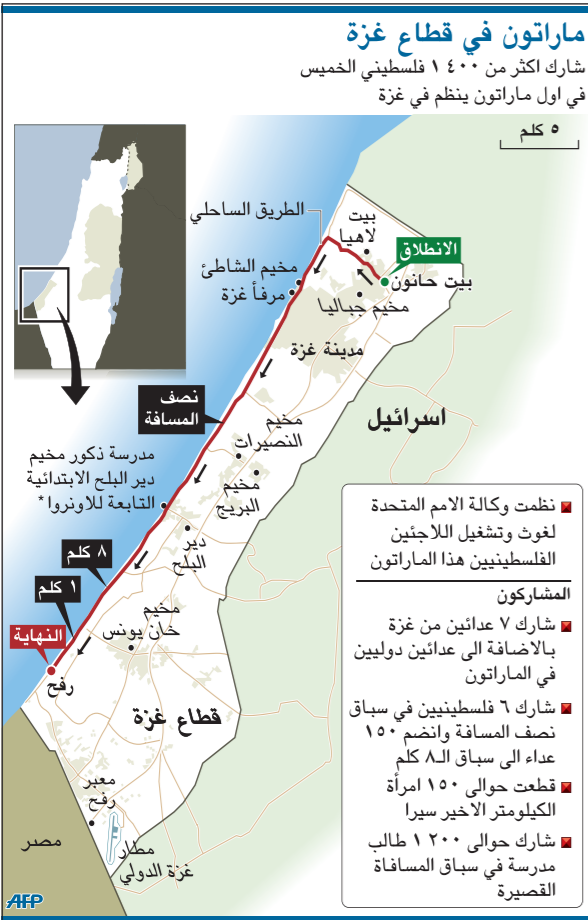 ماراتون في قطاع غزة
شارك اكثر من ٤٠٠ ١ فلسطيني الخميس
في اول ماراتون ينظم في غزة
٥ كلم
الطريق الساحلي
بيت
لاهيا
الانطلاق
بيت حانون
مخيم الشاطئ
مرفأ غزة
مخيم جباليا
مدينة غزة
نصف
المسافة
اسرائيل
مخيم
النصيرات
مدرسة ذكور مخيم
دير البلح الابتدائية
التابعة للاونروا*
مخيم
البريج
دير
البلح
٨ كلم
١ كلم
مخيم
خان يونس
النهاية
رفح
قطاع غزة
معبر
رفح
مصر
مطار
غزة الدولي
نظمت وكالة الامم المتحدة
لغوث وتشغيل اللاجئين
الفلسطينيين هذا الماراتون
المشاركون
شارك ٧ عدائين من غزة
بالاضافة الى عدائين دوليين
في الماراتون
شارك ٦ فلسطينيين في سباق
نصف المسافة وانضم ١٥٠
عداء الى سباق الـ٨ كلم
قطعت حوالى ١٥٠ امرأة
الكيلومتر الاخير سيرا
شارك حوالى ٢٠٠ ١ طالب
مدرسة في سباق المسافاة
القصيرة
AFP